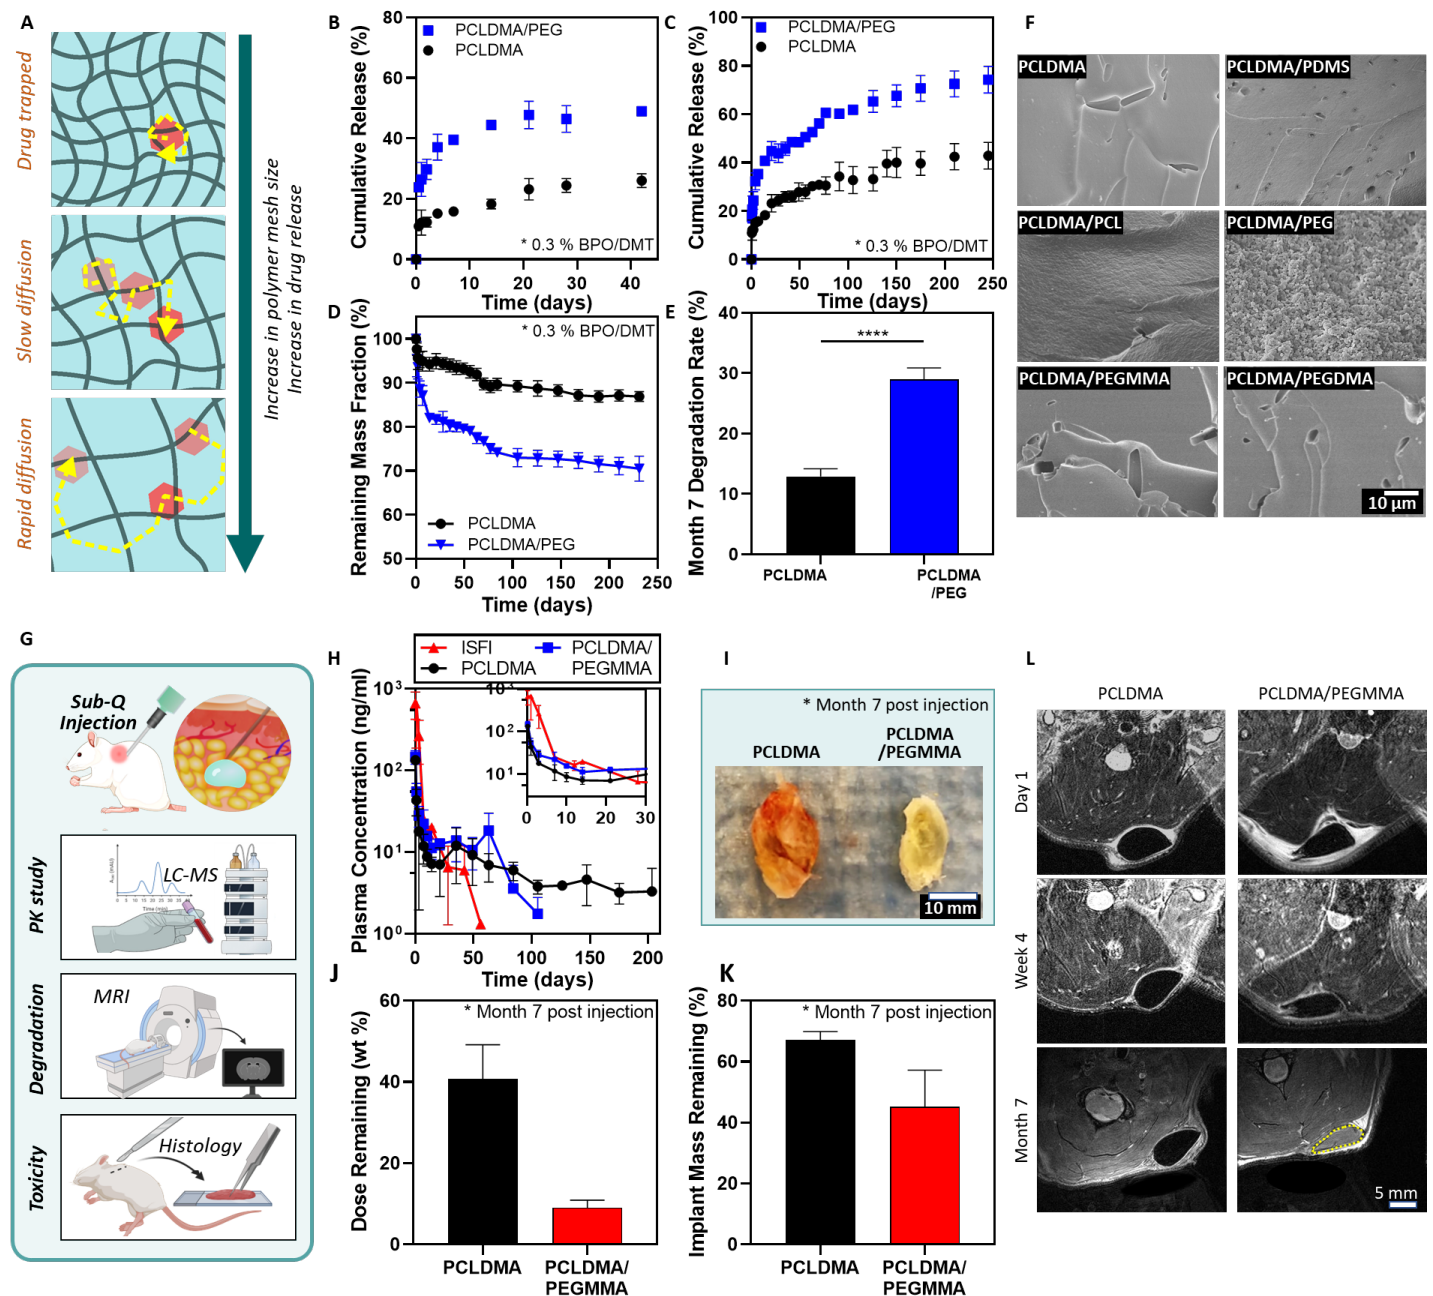 A
Drug trapped
Slow diffusion
Rapid diffusion
Increase in polymer mesh size
Increase in drug release
B
80
60
40
20
0
Cumulative Release (%)
PCLDMA/PEG
PCLDMA
* 0.3 % BPO/DMT
0 10 20 30 40
Time (days)
C
100
80
60
40
20
0
Cumulative Release (%)
PCLDMA/PEG
PCLDMA
* 0.3 % BPO/DMT
0 50 100 150 200 250
Time (days)
D
100
90
80
70
60
50
Remaining Mass Fraction (%)
* 0.3 % BPO/DMT
PCLDMA
PCLDMA/PEG
0 50 100 150 200 250
Time (days)
E
40
30
20
10
0
Month 7 Degradation Rate (%)
****
PCLDMA
PCLDMA
/PEG
F
PCLDMA
PCLDMA/PDMS
PCLDMA/PCL
PCLDMA/PEG
PCLDMA/PEGMMA
PCLDMA/PEGDMA
10 µm
G
Sub-Q
Injection
PK study
LC-MS
Time (min)
Degradation
MRI
Toxicity
Histology
H
ISFI
PCLDMA
PCLDMA/
PEGMMA
10³
10²
10¹
10⁰
Plasma Concentration (ng/ml)
10³
10²
10¹
0 10 20 30
0 50 100 150 200
Time (days)
I
* Month 7 post injection
PCLDMA
PCLDMA
/PEGMMA
10 mm
J
60
40
20
0
Dose Remaining (wt %)
* Month 7 post injection
PCLDMA
PCLDMA/
PEGMMA
K
80
60
40
20
0
Implant Mass Remaining (%)
* Month 7 post injection
PCLDMA
PCLDMA/
PEGMMA
L
PCLDMA
PCLDMA/PEGMMA
Day 1
Week 4
Month 7
5 mm